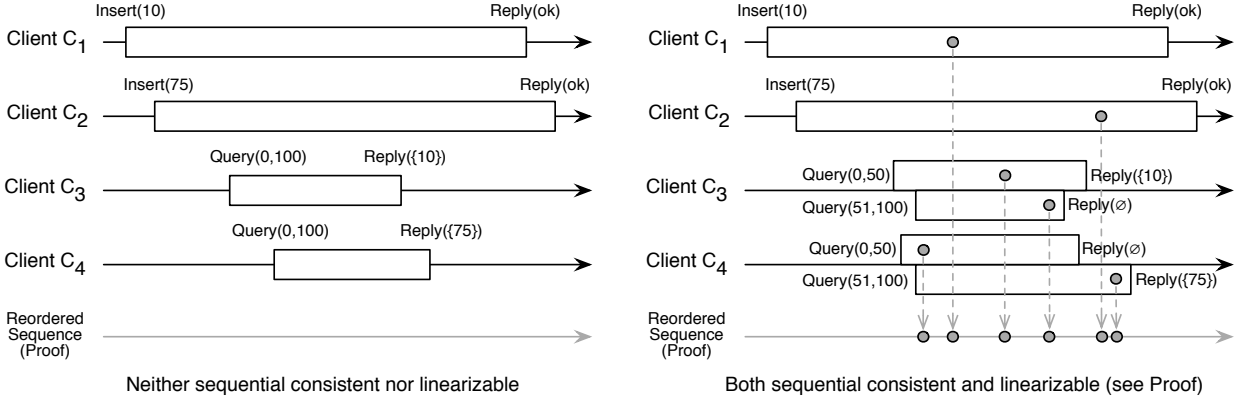 Insert(10) Reply(ok)
Client C1
Insert(75) Reply(ok)
Client C2
Query(0,100) Reply({10})
Client C3
Query(0,100) Reply({75})
Client C4
Reordered
Sequence
(Proof)
Neither sequential consistent nor linearizable
Insert(10) Reply(ok)
Client C1
Insert(75) Reply(ok)
Client C2
Query(0,50) Reply({10})
Client C3
Query(51,100) Reply(∅)
Query(0,50) Reply(∅)
Client C4
Query(51,100) Reply({75})
Reordered
Sequence
(Proof)
Both sequential consistent and linearizable (see Proof)